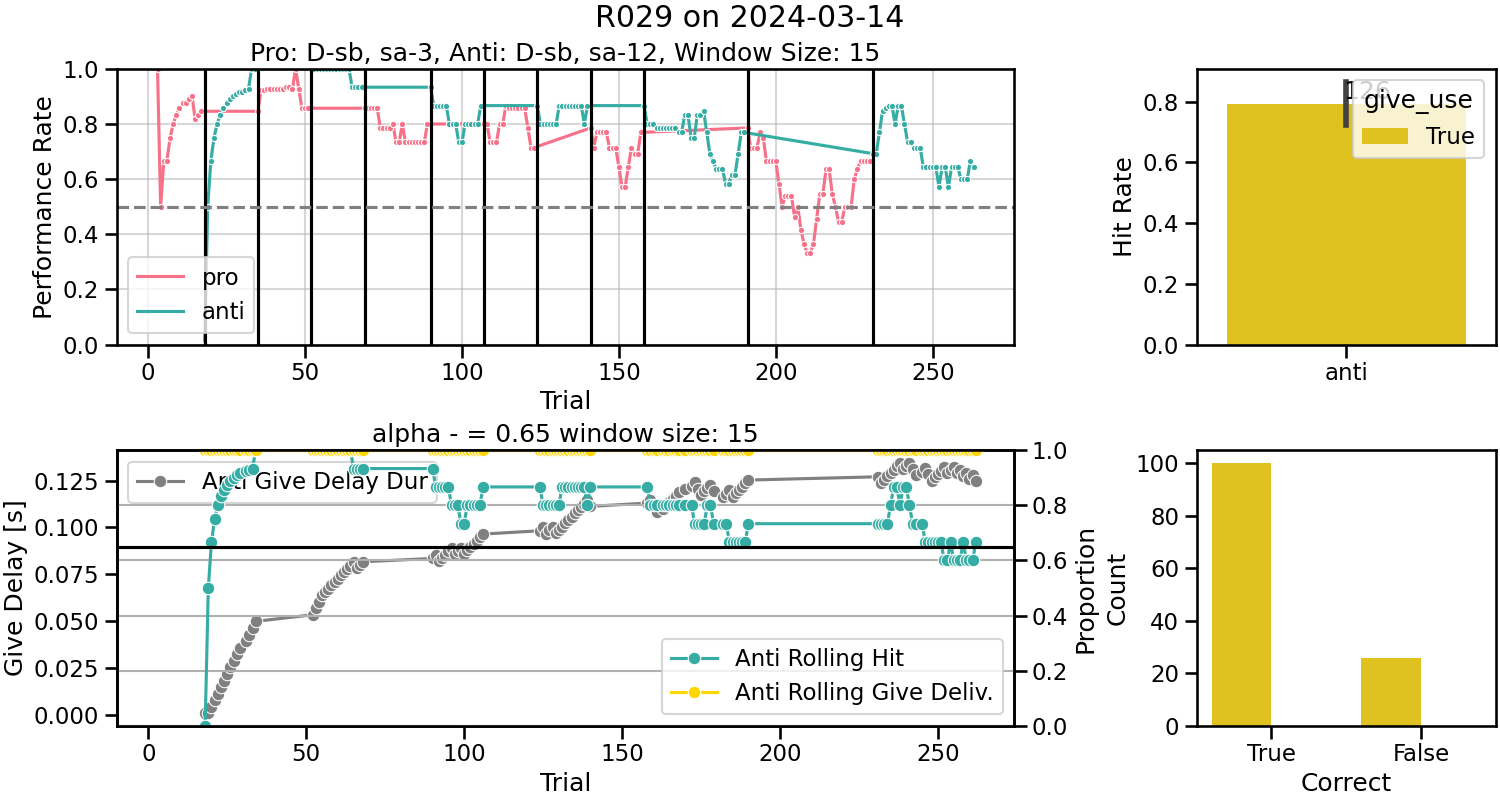 R029 on 2024-03-14
Pro: D-sb, sa-3, Anti: D-sb, sa-12, Window Size: 15
Performance Rate
1.0
0.8
0.6
0.4
0.2
0.0
pro
anti
0
50
100
150
200
250
Trial
Hit Rate
0.8
0.6
0.4
0.2
0.0
126
give_use
True
anti
alpha - = 0.65 window size: 15
Give Delay [s]
0.125
0.100
0.075
0.050
0.025
0.000
Anti Give Delay Dur
Anti Rolling Hit
Anti Rolling Give Deliv.
1.0
0.8
0.6
0.4
0.2
0.0
Proportion
0
50
100
150
200
250
Trial
Count
100
80
60
40
20
0
True
False
Correct